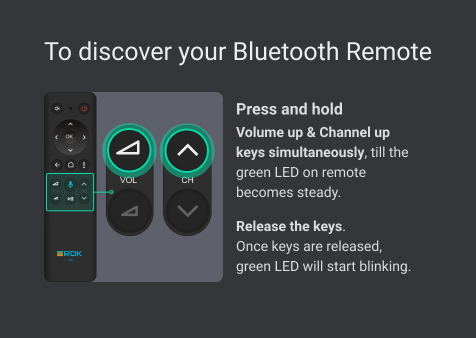 To discover your Bluetooth Remote
OK
VOL
CH
RDK
Press and hold
Volume up & Channel up
keys simultaneously, till the
green LED on remote
becomes steady.
Release the keys.
Once keys are released,
green LED will start blinking.